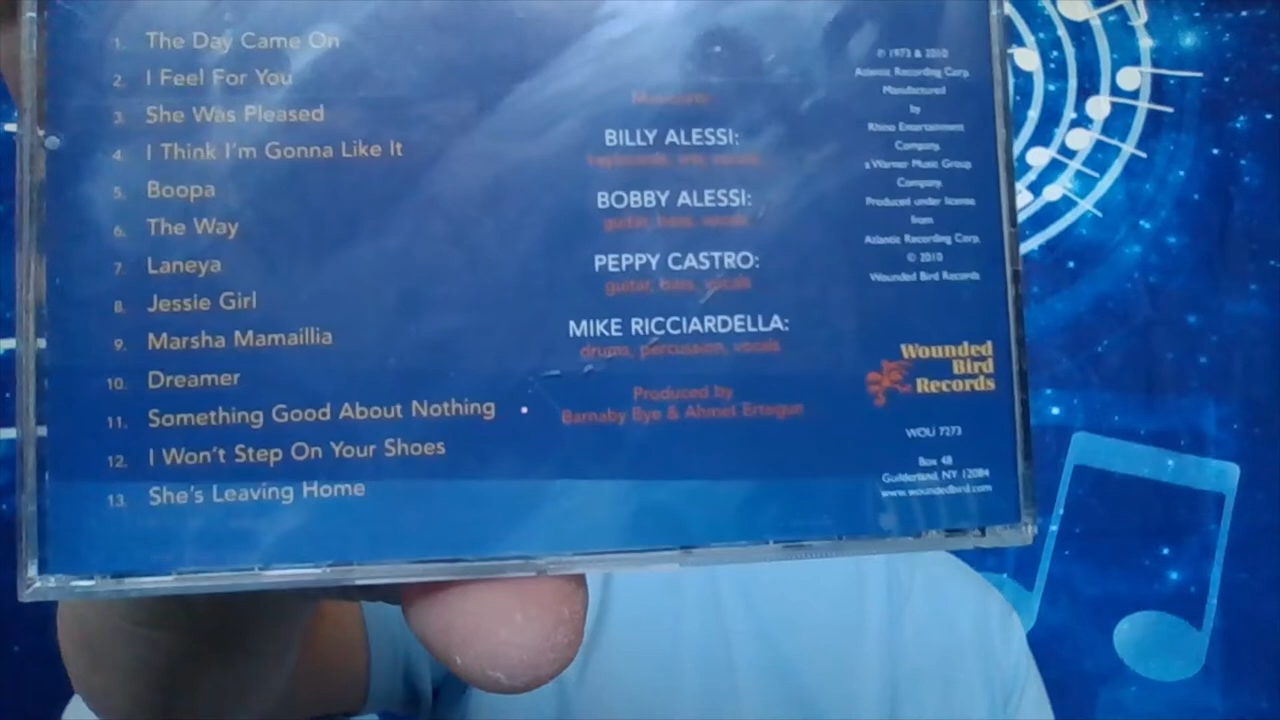 1. The Day Came On
2. I Feel For You
3. She Was Pleased
4. I Think I'm Gonna Like It
5. Boopa
6. The Way
7. Laneya
8. Jessie Girl
9. Marsha Mamaillia
10. Dreamer
11. Something Good About Nothing
12. I Won't Step On Your Shoes
13. She's Leaving Home
BILLY ALESSI:
keyboards, vocals
BOBBY ALESSI:
guitar, bass, vocals
PEPPY CASTRO:
guitar, bass, vocals
MIKE RICCIARDELLA:
drums, percussion, vocals
Produced by
Barnaby Bye & Ahmet Ertegun
℗ 1973 & 2010
Atlantic Recording Corp.
Manufactured
by
Rhino Entertainment
Company,
a Warner Music Group
Company.
Produced under license
from
Atlantic Recording Corp.
© 2010
Wounded Bird Records
Wounded
Bird
Records
WOU 7273
Box 48
Guilderland, NY 12084
www.woundedbird.com